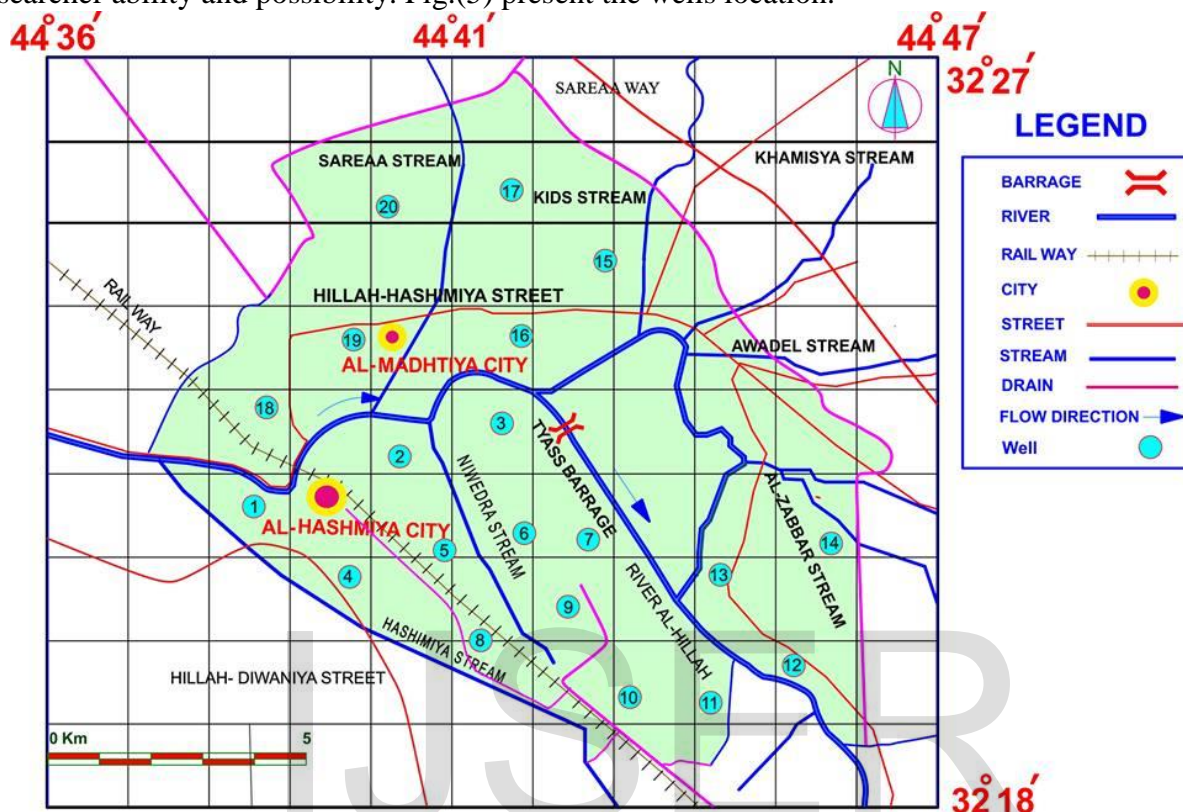 searcher ability and possibility. Fig.(3) present the wells location.
44°36′ 44°41′ 44°47′
32°27′
SAREAA WAY
N
LEGEND
SAREAA STREAM
KHAMISYA STREAM
BARRAGE
17
KIDS STREAM
20
RIVER
15
RAIL WAY
RAIL WAY
CITY
HILLAH-HASHIMIYA STREET
STREET
19
16
AWADEL STREAM
AL-MADHTIYA CITY
STREAM
DRAIN
18
3
FLOW DIRECTION
TYASS BARRAGE
Well
2
NIWEDRA STREAM
AL-ZABBAR STREAM
1
AL-HASHMIYA CITY
6
7
14
5
4
13
RIVER AL-HILLAH
9
HASHIMIYA STREAM
8
12
HILLAH- DIWANIYA STREET
10
11
0 Km 5
32°18′
IJSER